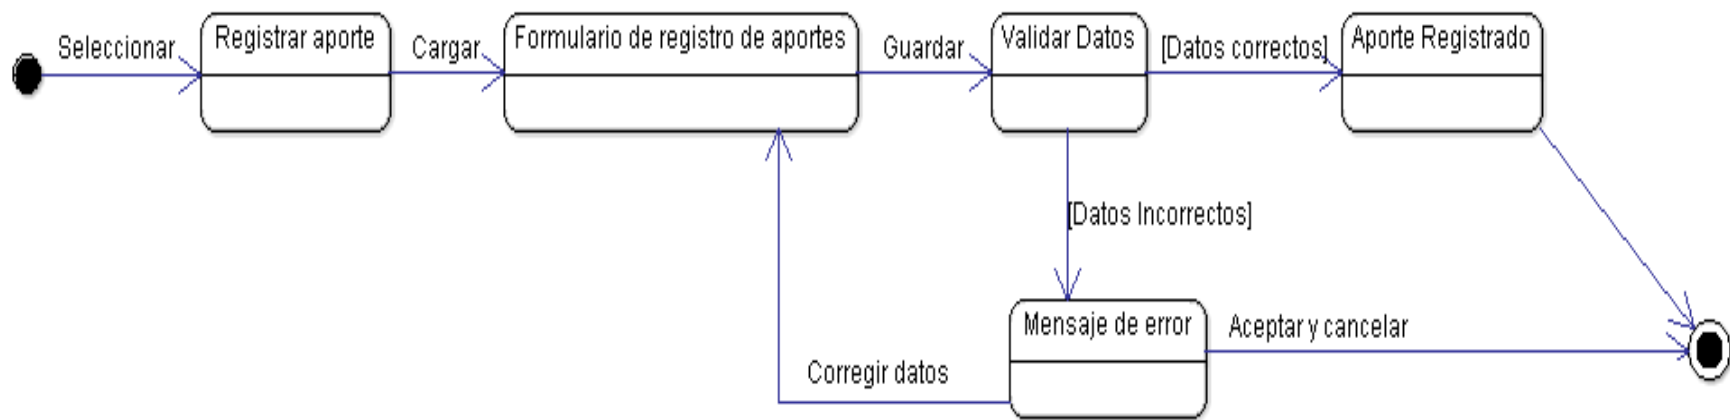 Seleccionar
Registrar aporte
Cargar
Formulario de registro de aportes
Guardar
Validar Datos
[Datos correctos]
Aporte Registrado
[Datos Incorrectos]
Mensaje de error
Aceptar y cancelar
Corregir datos